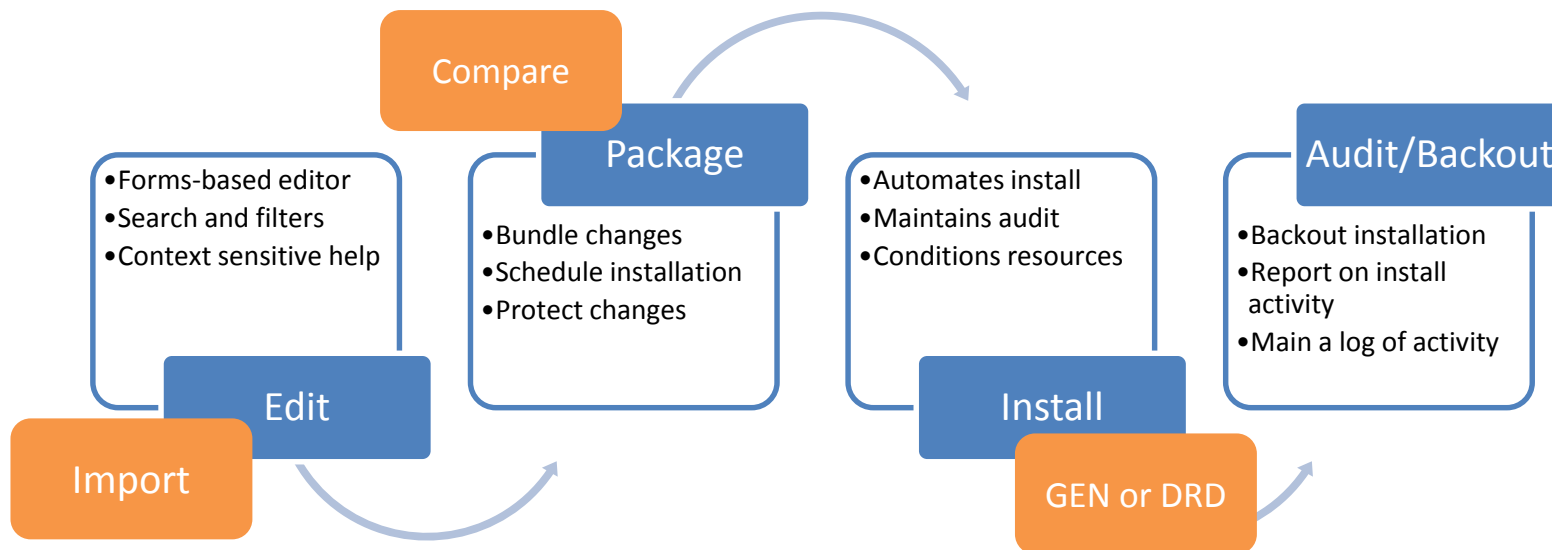 •Forms-based editor
•Search and filters
•Context sensitive help
Edit
Import
Compare
Package
•Bundle changes
•Schedule installation
•Protect changes
•Automates install
•Maintains audit
•Conditions resources
Install
GEN or DRD
Audit/Backout
•Backout installation
•Report on install
activity
•Main a log of activity